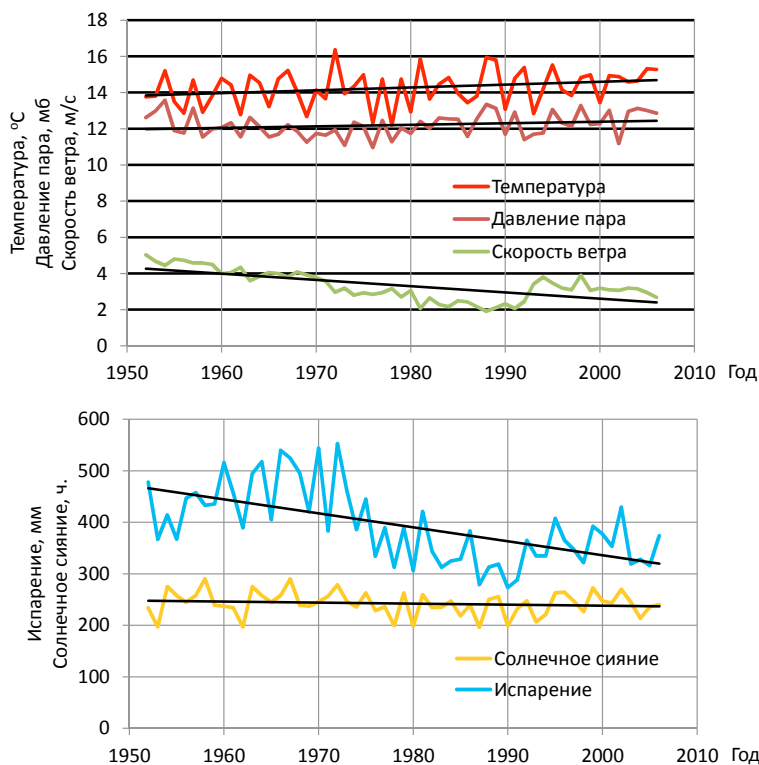 Температура, °С
Давление пара, мб
Скорость ветра, м/с
18
16
14
12
10
8
6
4
2
0
Температура
Давление пара
Скорость ветра
1950 1960 1970 1980 1990 2000 2010 Год
Испарение, мм
Солнечное сияние, ч.
600
500
400
300
200
100
0
Солнечное сияние
Испарение
1950 1960 1970 1980 1990 2000 2010 Год